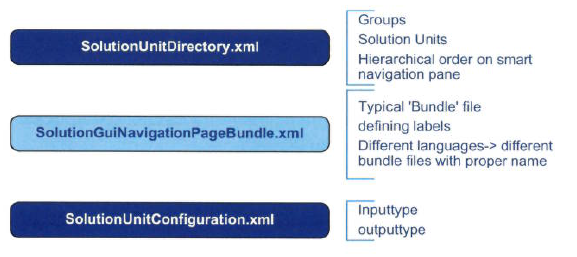 SolutionUnitDirectory.xml
Groups
Solution Units
Hierarchical order on smart
navigation pane
SolutionGuiNavigationPageBundle.xml
Typical 'Bundle' file
defining labels
Different languages-> different
bundle files with proper name
SolutionUnitConfiguration.xml
Inputtype
outputtype